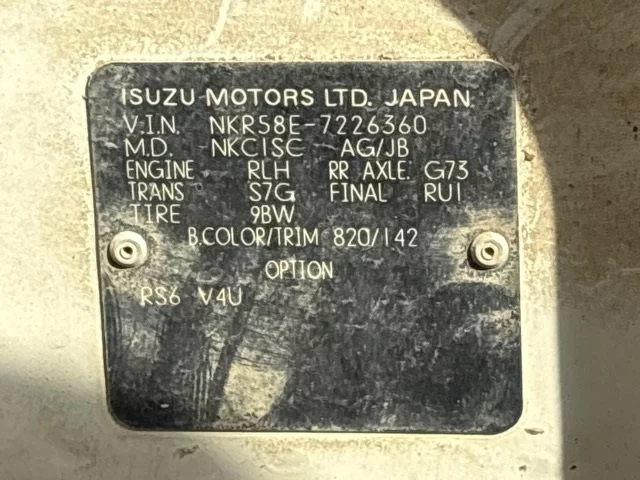 ISUZU MOTORS LTD. JAPAN.
V.I.N. NKR58E-7226360
M.D. NKC1SC AG/JB
ENGINE RLH RR AXLE. G73
TRANS S7G FINAL RU1
TIRE 9BW
B.COLOR/TRIM 820/142
OPTION
RS6 V4U